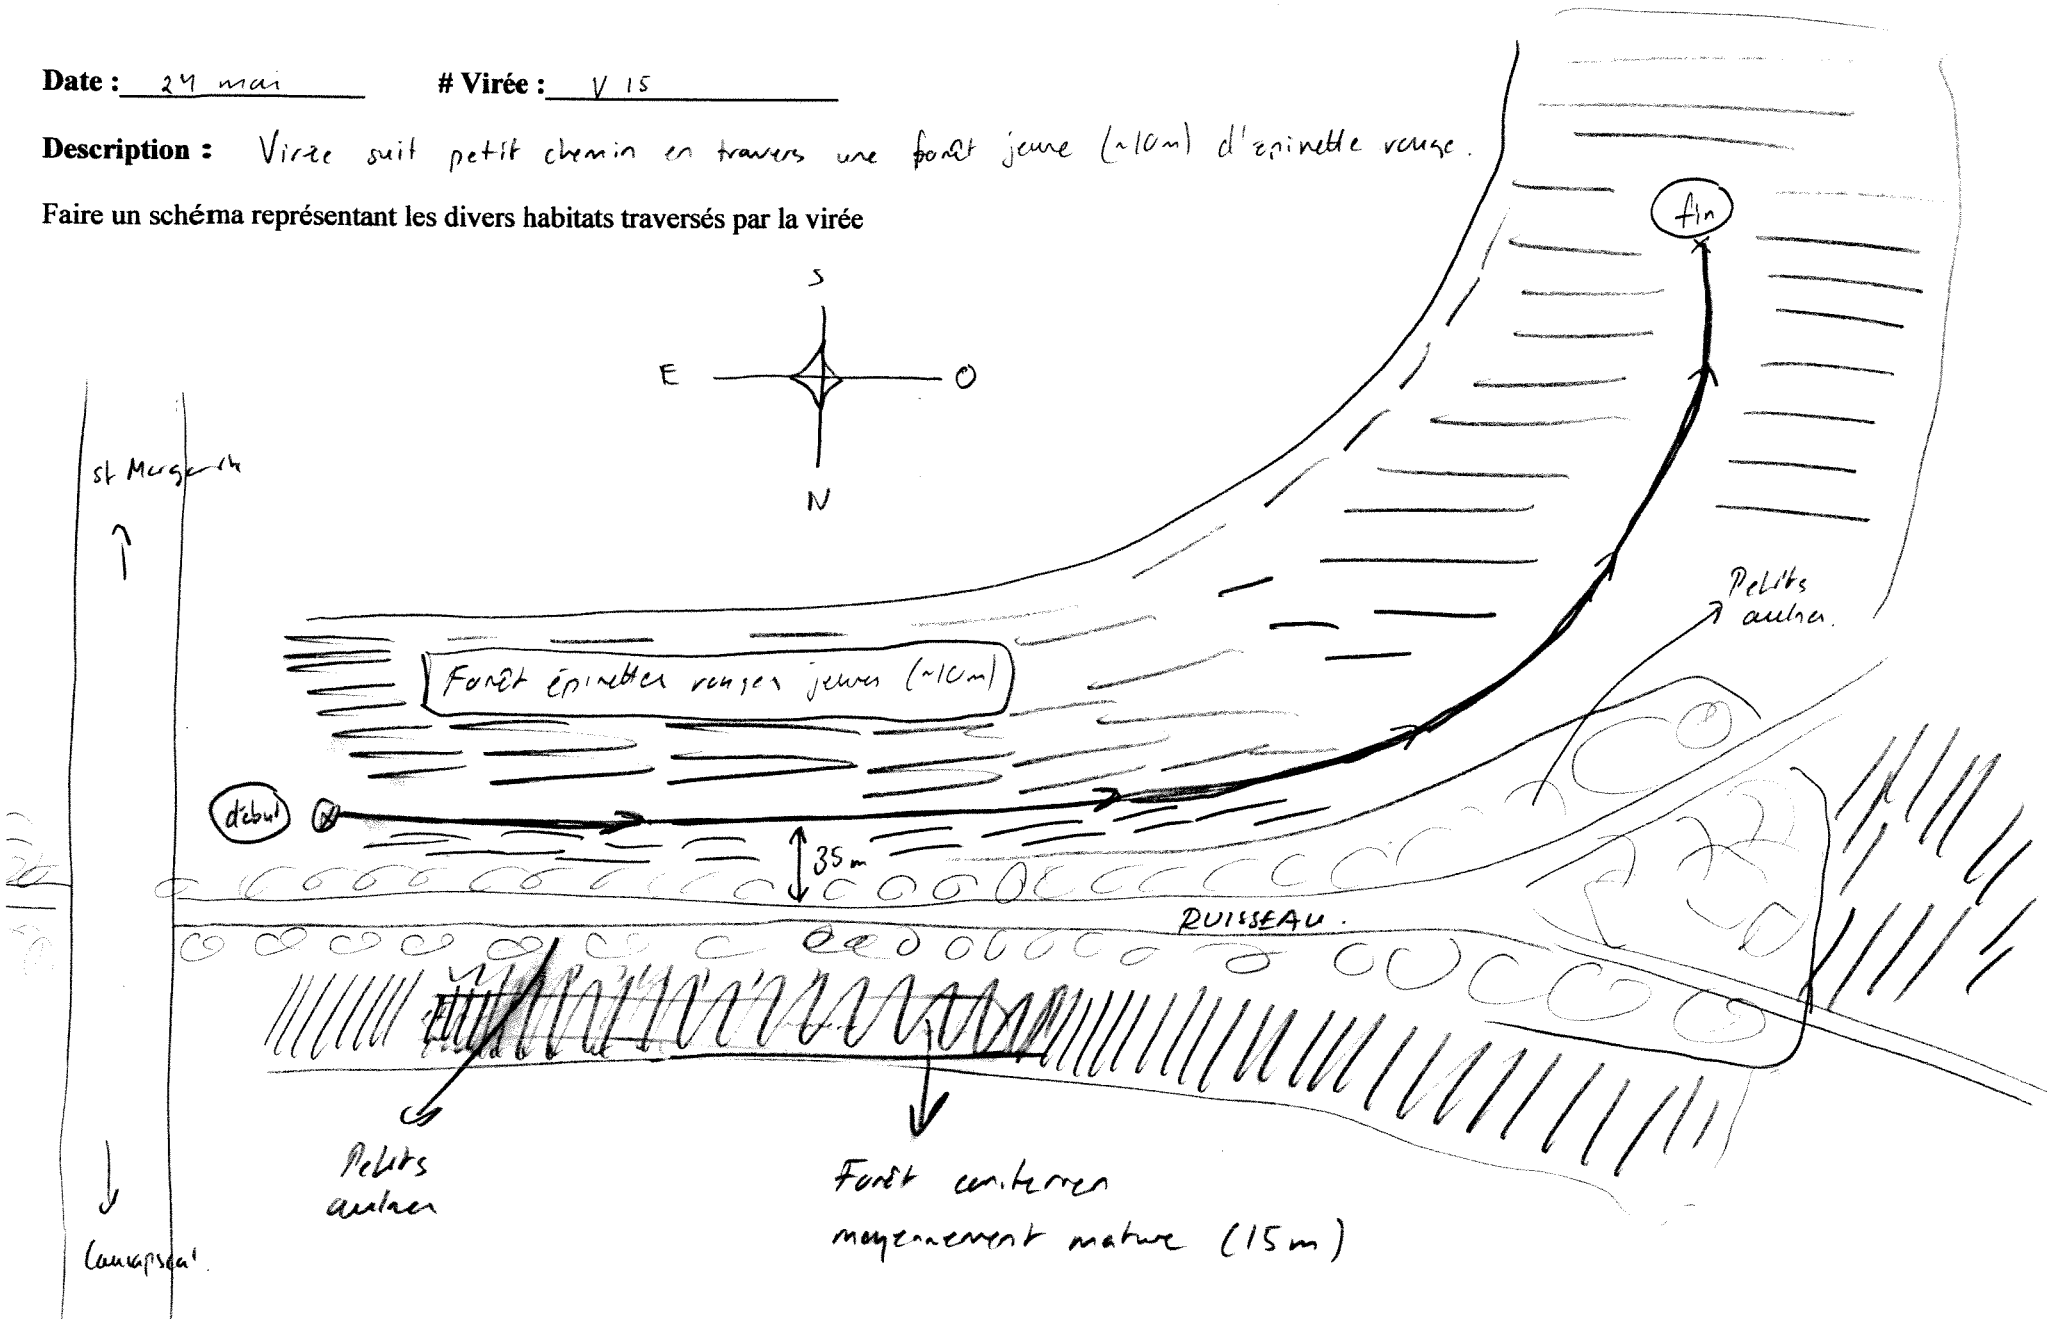 Date : 24 mai # Virée : V 15
Description : Virée suit petit chemin en travers une forêt jeune (~10m) d'épinette rouge.
Faire un schéma représentant les divers habitats traversés par la virée
fin
S
E O
N
st
Petits
aulnes.
Forêt épinettes rouges jeunes (~10m)
début
35m
RUISSEAU.
Petits
aulnes
Forêt
moyennement mature (15m)